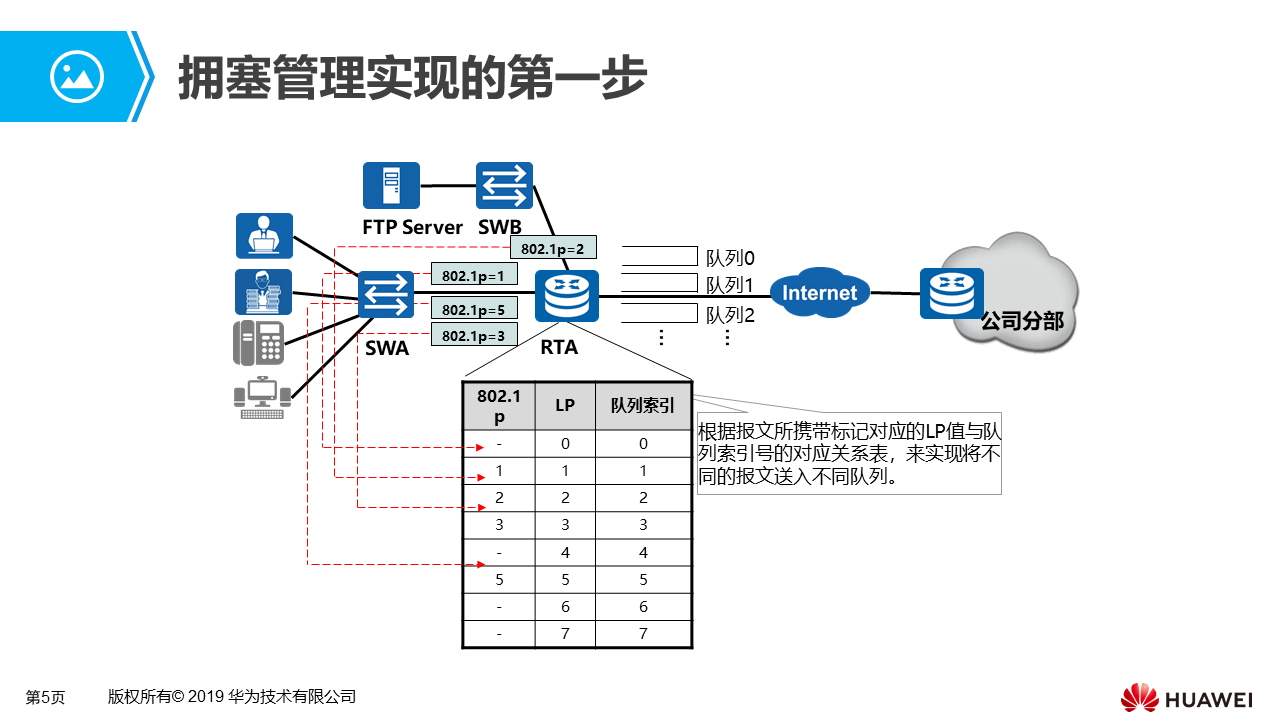 拥塞管理实现的第一步
FTP Server
SWB
802.1p=2
802.1p=1
802.1p=5
802.1p=3
SWA
RTA
队列0
队列1
队列2
⋮ ⋮
Internet
公司分部
802.1
p LP 队列索引
- 0 0
1 1 1
2 2 2
3 3 3
- 4 4
5 5 5
- 6 6
- 7 7
根据报文所携带标记对应的LP值与队
列索引号的对应关系表，来实现将不
同的报文送入不同队列。
第5页 版权所有© 2019 华为技术有限公司
HUAWEI